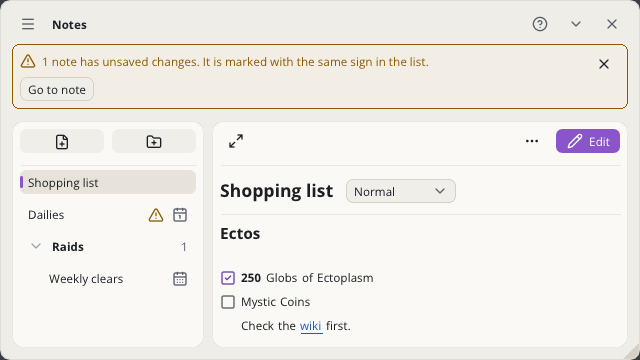 Notes
1 note has unsaved changes. It is marked with the same sign in the list.
Go to note
Edit
Shopping list
Dailies
Raids 1
Weekly clears
Shopping list Normal
Ectos
250 Globs of Ectoplasm
Mystic Coins
Check the wiki first.